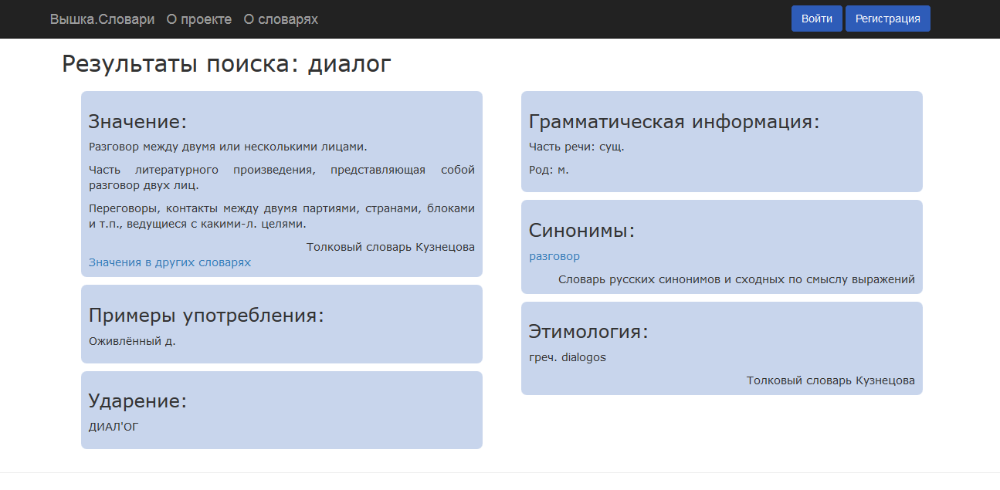 Вышка.Словари О проекте О словарях Войти Регистрация
Результаты поиска: диалог
Значение:
Разговор между двумя или несколькими лицами.
Часть литературного произведения, представляющая собой
разговор двух лиц.
Переговоры, контакты между двумя партиями, странами, блоками
и т.п., ведущиеся с какими-л. целями.
Толковый словарь Кузнецова
Значения в других словарях
Примеры употребления:
Оживлённый д.
Ударение:
ДИАЛ'ОГ
Грамматическая информация:
Часть речи: сущ.
Род: м.
Синонимы:
разговор
Словарь русских синонимов и сходных по смыслу выражений
Этимология:
греч. dialogos
Толковый словарь Кузнецова